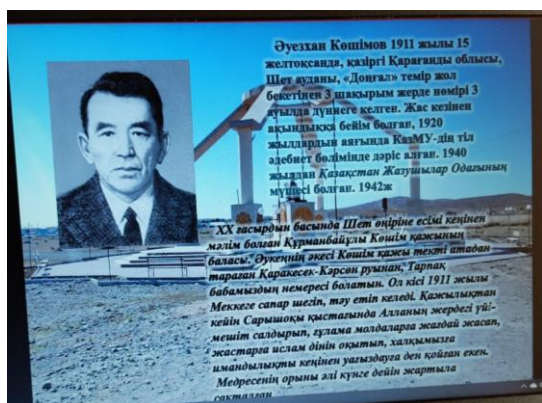 Әуезхан Көшімов 1911 жылы 15
желтоқсанда, қазіргі Қарағанды облысы,
Шет ауданы, «Доңғал» темір жол
бекетінен 3 шақырым жерде нөмірі 3
ауылда дүниеге келген. Жас кезінен
ақындыққа бейім болған, 1920
жылдардың аяғында КазМУ-дің тіл
әдебиет бөлімінде дәріс алған. 1940
жылдан Қазақстан Жазушылар Одағының
мүшесі болған. 1942ж
XX ғасырдың басында Шет өңіріне есімі кеңінен
мәлім болған Құрманбайұлы Көшім қажының
баласы. Әукеңнің әкесі Көшім қажы текті атадан
тараған Қаракесек-Кәрсөн руынан, Тарпақ
бабамыздың немересі болатын. Ол кісі 1911 жылы
Меккеге сапар шегіп, тәу етіп келеді. Қажылықтан
кейін Сарышоқы қыстағында Алланың жердегі үйі-
мешіт салдырып, ғұлама молдаларға жағдай жасап,
жастарға ислам дінін оқытып, халқымызға
имандылықты кеңінен уағыздауға ден қойған екен.
Медресенің орыны әлі күнге дейін жартыла
сақталған